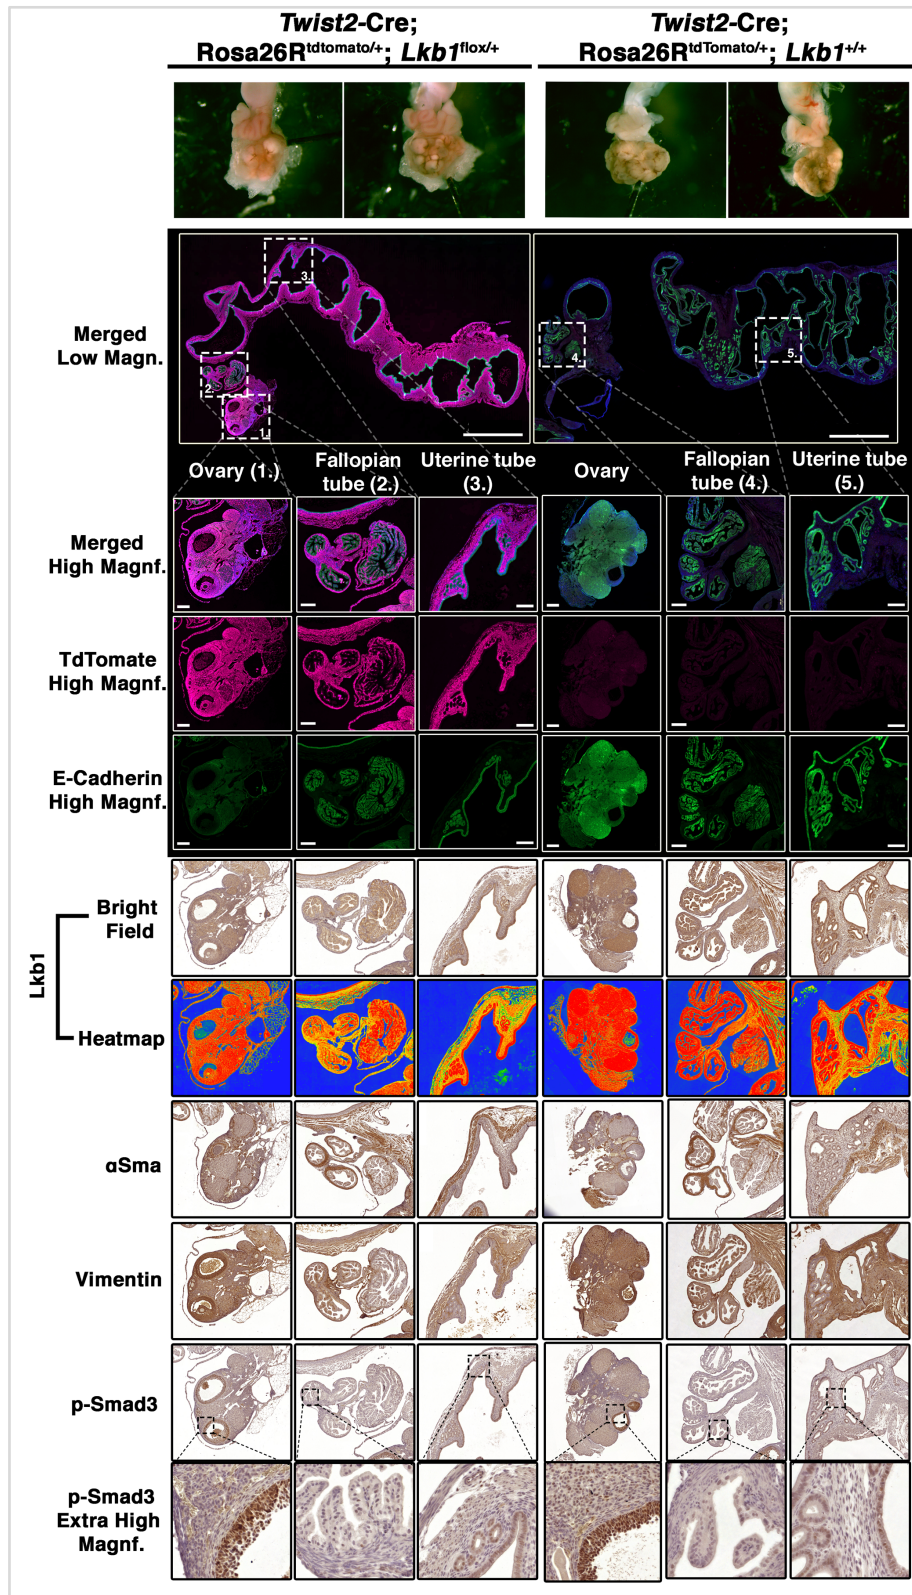 Twist2-Cre;
Rosa26Rtdtomato/+; Lkb1flox/+
Twist2-Cre;
Rosa26RtdTomato/+; Lkb1+/+
Merged
Low Magn.
3.
2.
1.
4.
5.
Ovary (1.)
Fallopian
tube (2.)
Uterine tube
(3.)
Ovary
Fallopian
tube (4.)
Uterine tube
(5.)
Merged
High Magnf.
TdTomate
High Magnf.
E-Cadherin
High Magnf.
Lkb1
Bright
Field
Heatmap
αSma
Vimentin
p-Smad3
p-Smad3
Extra High
Magnf.